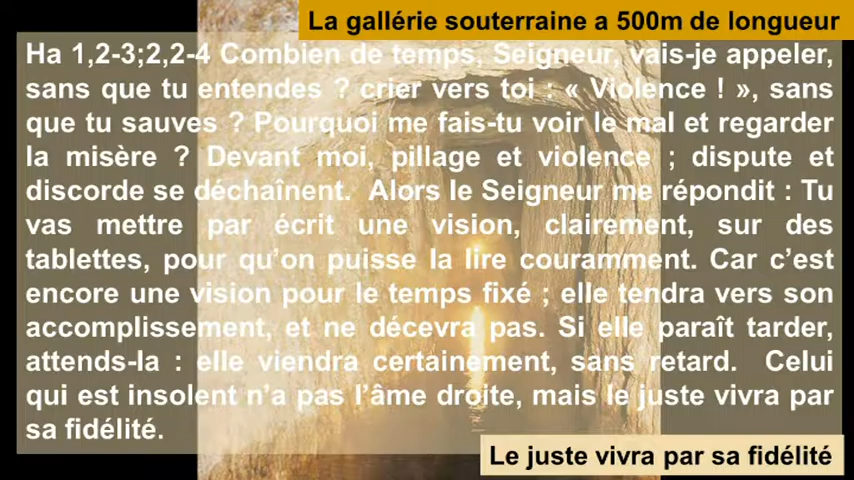 La gallérie souterraine a 500m de longueur
Ha 1,2-3;2,2-4 Combien de temps, Seigneur, vais-je appeler,
sans que tu entendes ? crier vers toi : « Violence ! », sans
que tu sauves ? Pourquoi me fais-tu voir le mal et regarder
la misère ? Devant moi, pillage et violence ; dispute et
discorde se déchaînent. Alors le Seigneur me répondit : Tu
vas mettre par écrit une vision, clairement, sur des
tablettes, pour qu’on puisse la lire couramment. Car c’est
encore une vision pour le temps fixé ; elle tendra vers son
accomplissement, et ne décevra pas. Si elle paraît tarder,
attends-la : elle viendra certainement, sans retard. Celui
qui est insolent n’a pas l’âme droite, mais le juste vivra par
sa fidélité.
Le juste vivra par sa fidélité